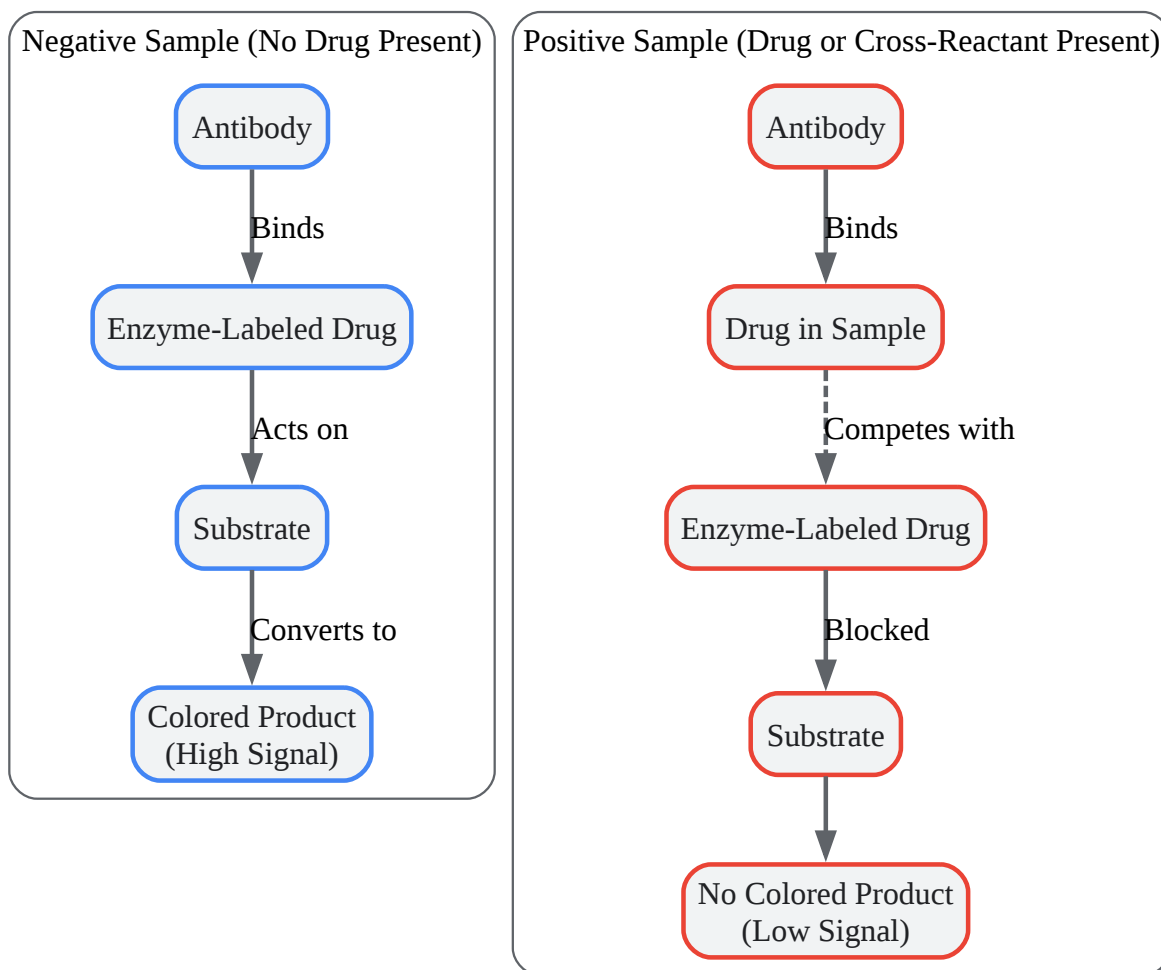 Negative Sample (No Drug Present)
Antibody
Binds
Enzyme-Labeled Drug
Acts on
Substrate
Converts to
Colored Product
(High Signal)
Positive Sample (Drug or Cross-Reactant Present)
Antibody
Binds
Drug in Sample
Competes with
Enzyme-Labeled Drug
Blocked
Substrate
No Colored Product
(Low Signal)